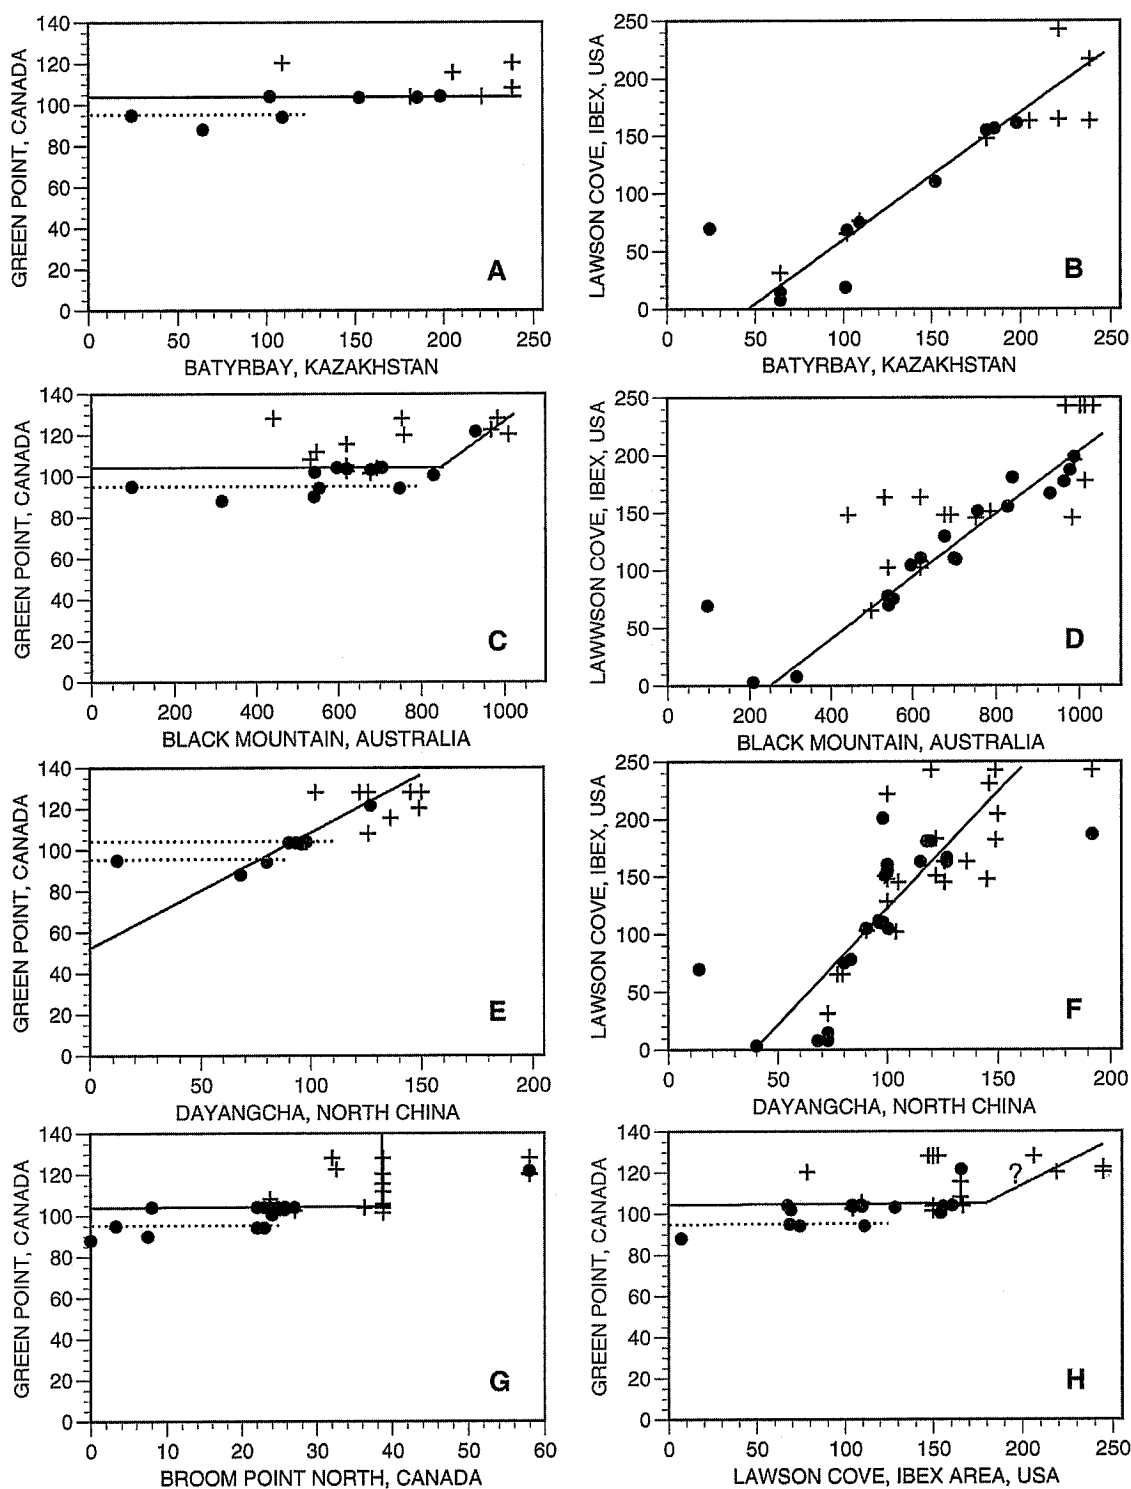 GREEN POINT, CANADA
140
120
100
80
60
40
20
0
A
0 50 100 150 200 250
BATYRBAY, KAZAKHSTAN
LAWSON COVE, IBEX, USA
250
200
150
100
50
0
B
0 50 100 150 200 250
BATYRBAY, KAZAKHSTAN
GREEN POINT, CANADA
140
120
100
80
60
40
20
0
C
0 200 400 600 800 1000
BLACK MOUNTAIN, AUSTRALIA
LAWWSON COVE, IBEX, USA
250
200
150
100
50
0
D
0 200 400 600 800 1000
BLACK MOUNTAIN, AUSTRALIA
GREEN POINT, CANADA
140
120
100
80
60
40
20
0
E
0 50 100 150 200
DAYANGCHA, NORTH CHINA
LAWSON COVE, IBEX, USA
250
200
150
100
50
0
F
0 50 100 150 200
DAYANGCHA, NORTH CHINA
GREEN POINT, CANADA
140
120
100
80
60
40
20
0
G
0 10 20 30 40 50 60
BROOM POINT NORTH, CANADA
GREEN POINT, CANADA
140
120
100
80
60
40
20
0
?
H
0 50 100 150 200 250
LAWSON COVE, IBEX AREA, USA